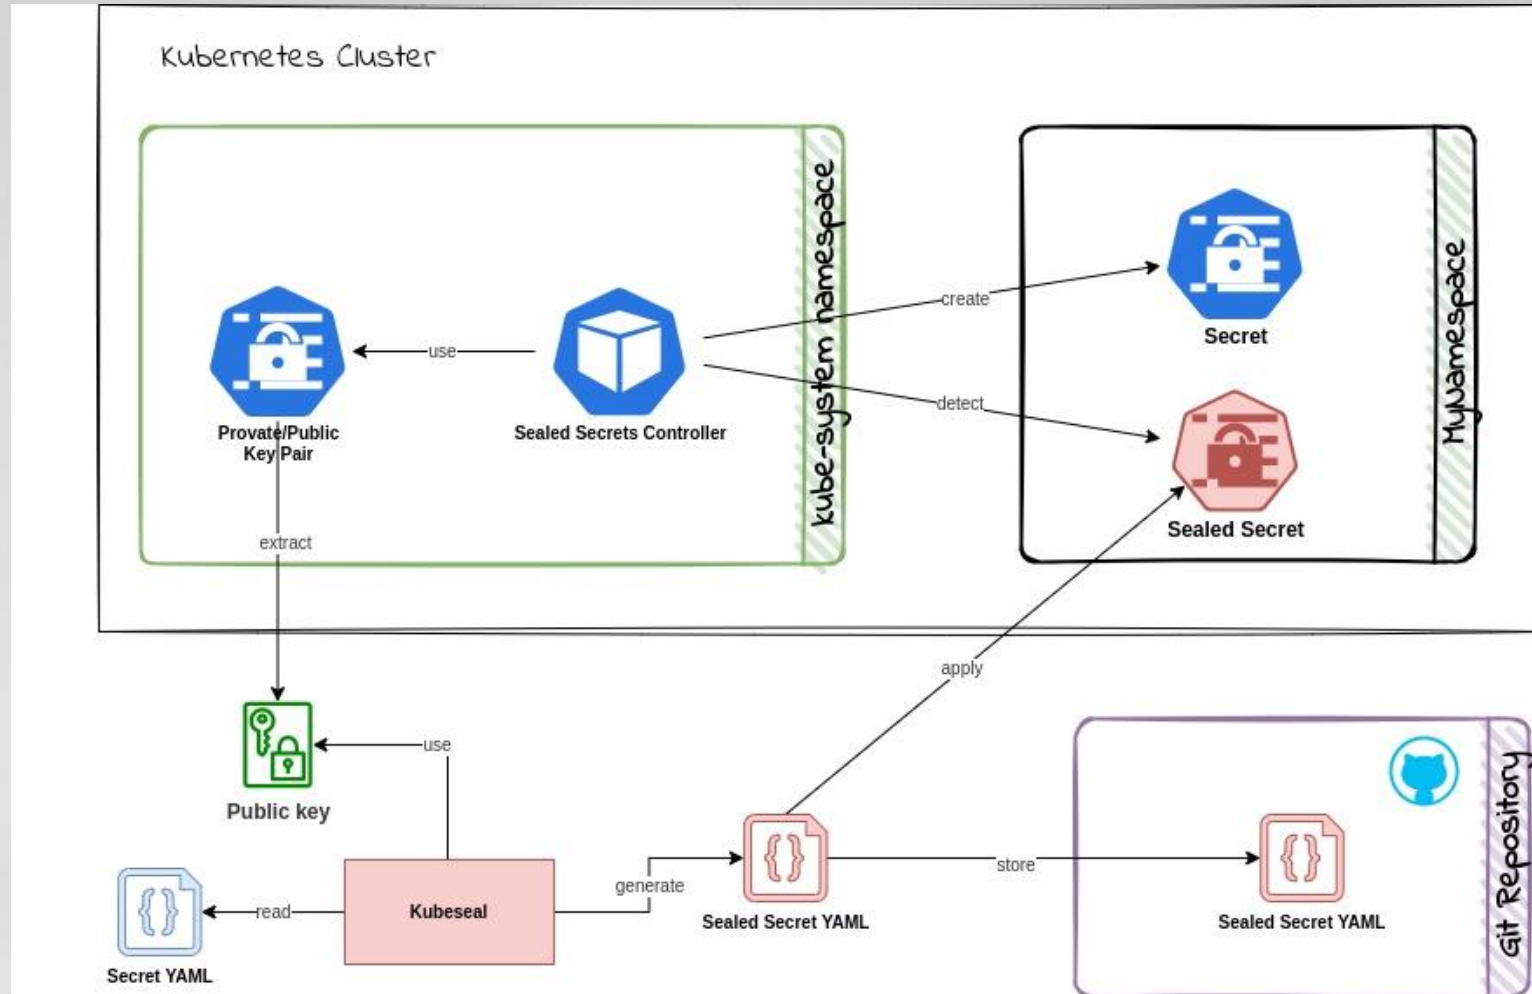 Kubernetes Cluster
kube-system namespace
MyNamespace
create
Secret
use
detect
Provate/Public
Key Pair
Sealed Secrets Controller
Sealed Secret
extract
apply
use
Public key
Git Repository
generate
store
Kubeseal
read
Sealed Secret YAML
Sealed Secret YAML
Secret YAML